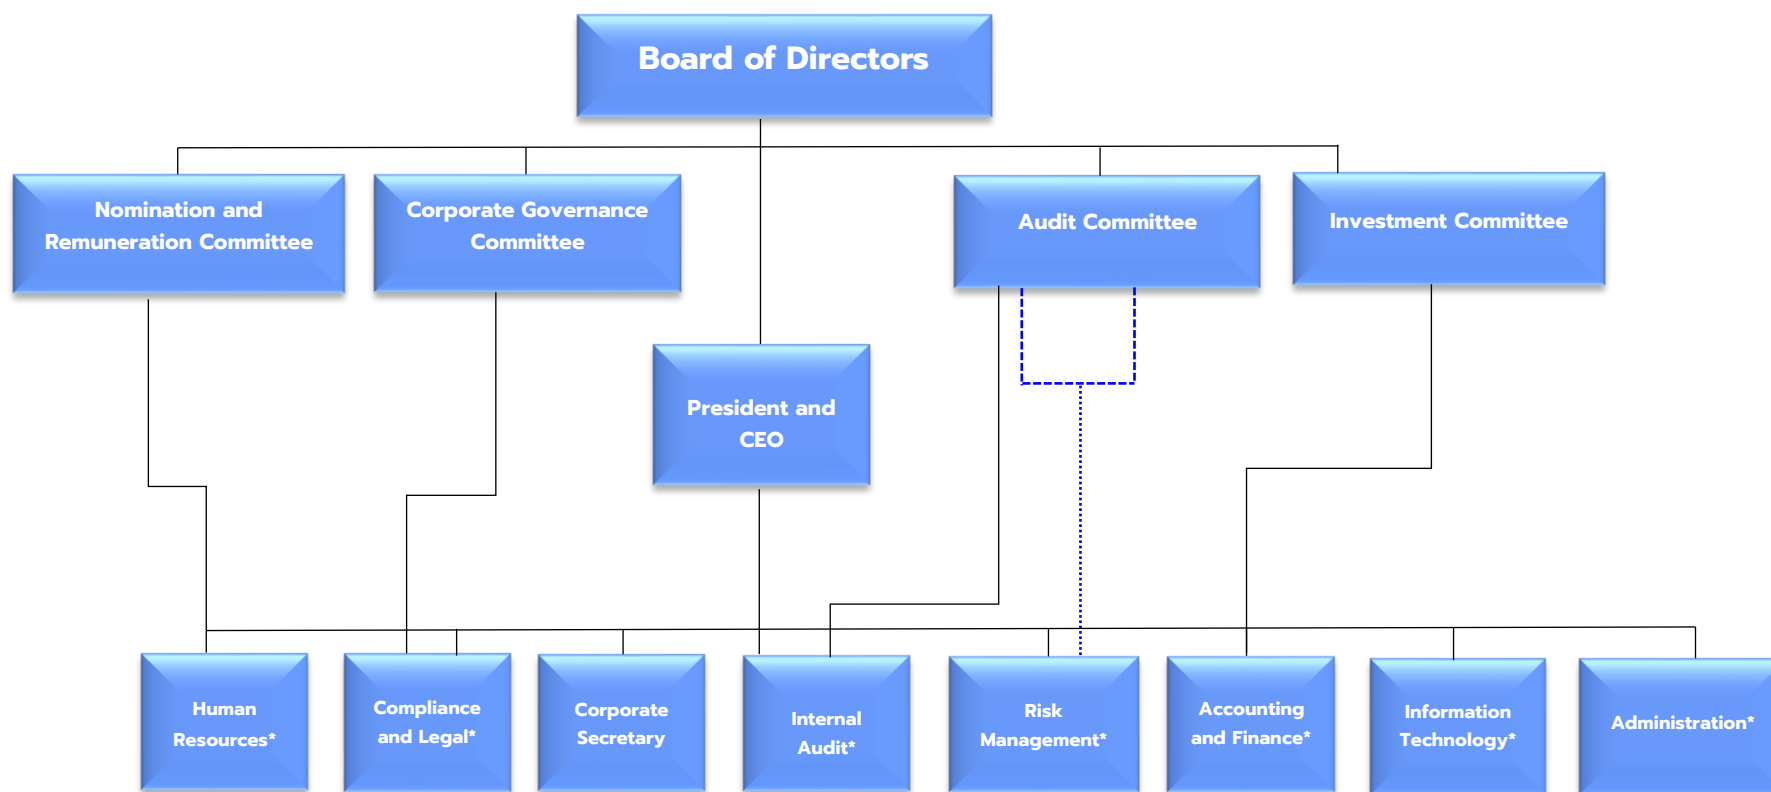 Board of Directors
Nomination and
Remuneration Committee
Corporate Governance
Committee
Audit Committee
Investment Committee
President and
CEO
Human
Resources*
Compliance
and Legal*
Corporate
Secretary
Internal
Audit*
Risk
Management*
Accounting
and Finance*
Information
Technology*
Administration*